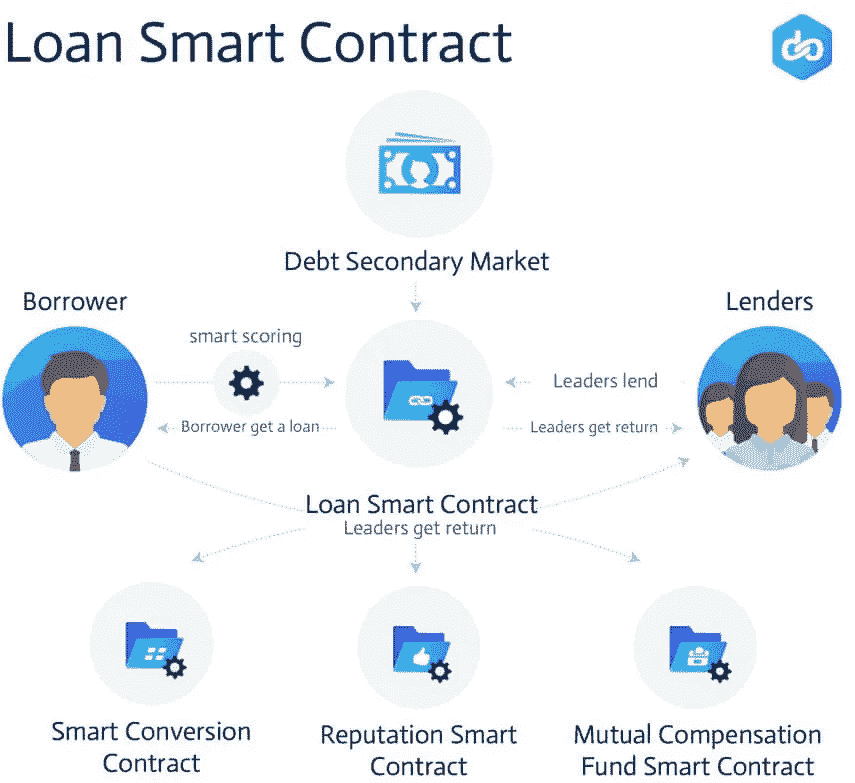 Loan Smart Contract
Debt Secondary Market
Borrower
Lenders
smart scoring
Leaders lend
Borrower get a loan
Leaders get return
Loan Smart Contract
Leaders get return
Smart Conversion
Contract
Reputation Smart
Contract
Mutual Compensation
Fund Smart Contract